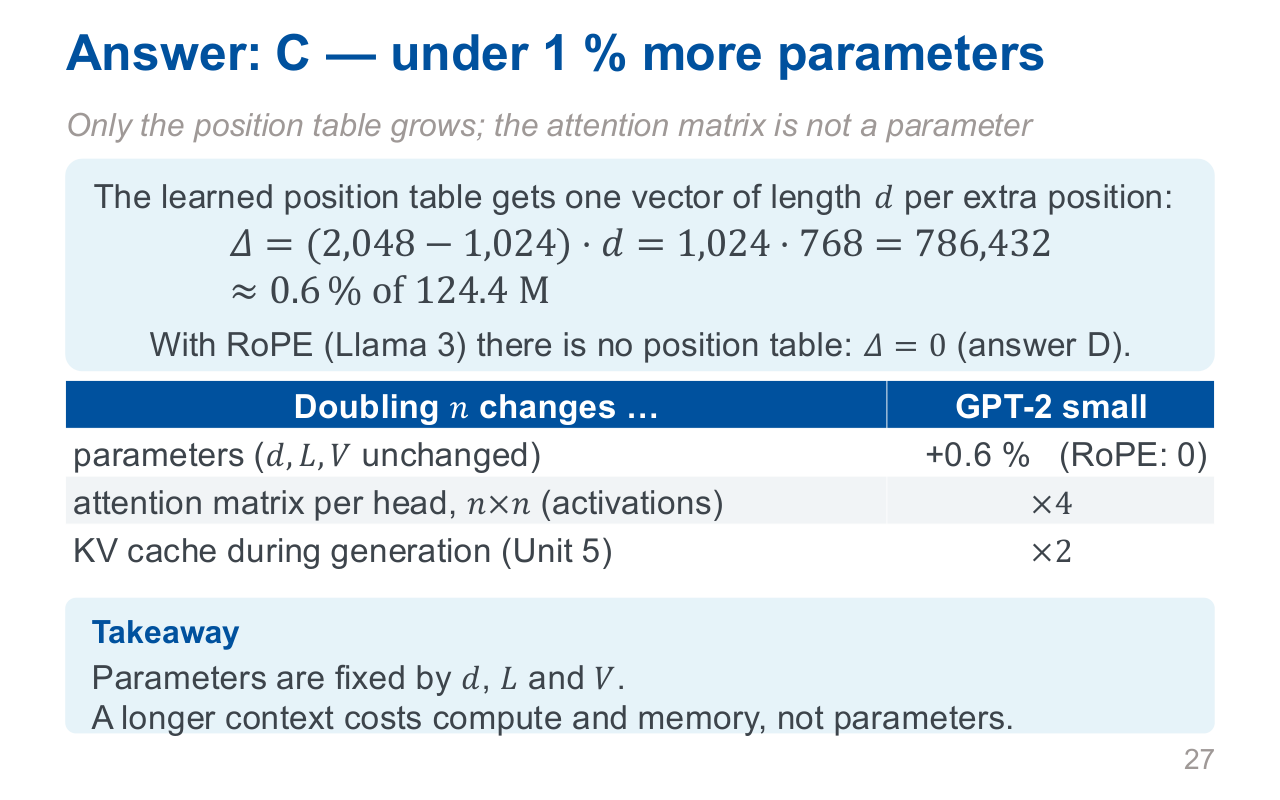 Answer: C — under 1 % more parameters
Only the position table grows; the attention matrix is not a parameter
The learned position table gets one vector of length d per extra position:
Δ = (2,048 − 1,024) · d = 1,024 · 768 = 786,432
≈ 0.6 % of 124.4 M
With RoPE (Llama 3) there is no position table: Δ = 0 (answer D).
Doubling n changes … GPT-2 small
parameters (d, L, V unchanged) +0.6 % (RoPE: 0)
attention matrix per head, n×n (activations) ×4
KV cache during generation (Unit 5) ×2
Takeaway
Parameters are fixed by d, L and V.
A longer context costs compute and memory, not parameters.
27